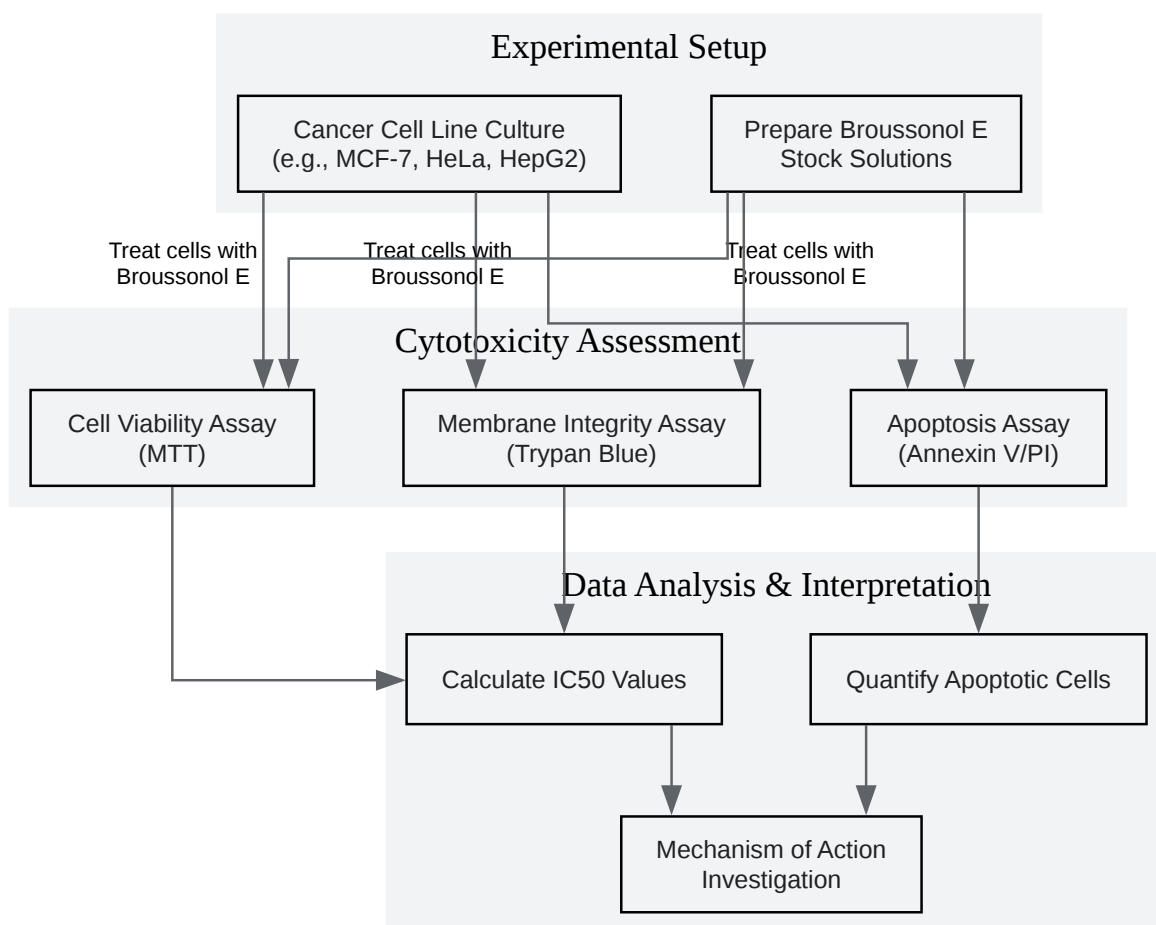 Experimental Setup
Cancer Cell Line Culture
(e.g., MCF-7, HeLa, HepG2)
Prepare Broussonol E
Stock Solutions
Treat cells with
Broussonol E
Treat cells with
Broussonol E
Treat cells with
Broussonol E
Cytotoxicity Assessment
Cell Viability Assay
(MTT)
Membrane Integrity Assay
(Trypan Blue)
Apoptosis Assay
(Annexin V/PI)
Data Analysis & Interpretation
Calculate IC50 Values
Quantify Apoptotic Cells
Mechanism of Action
Investigation